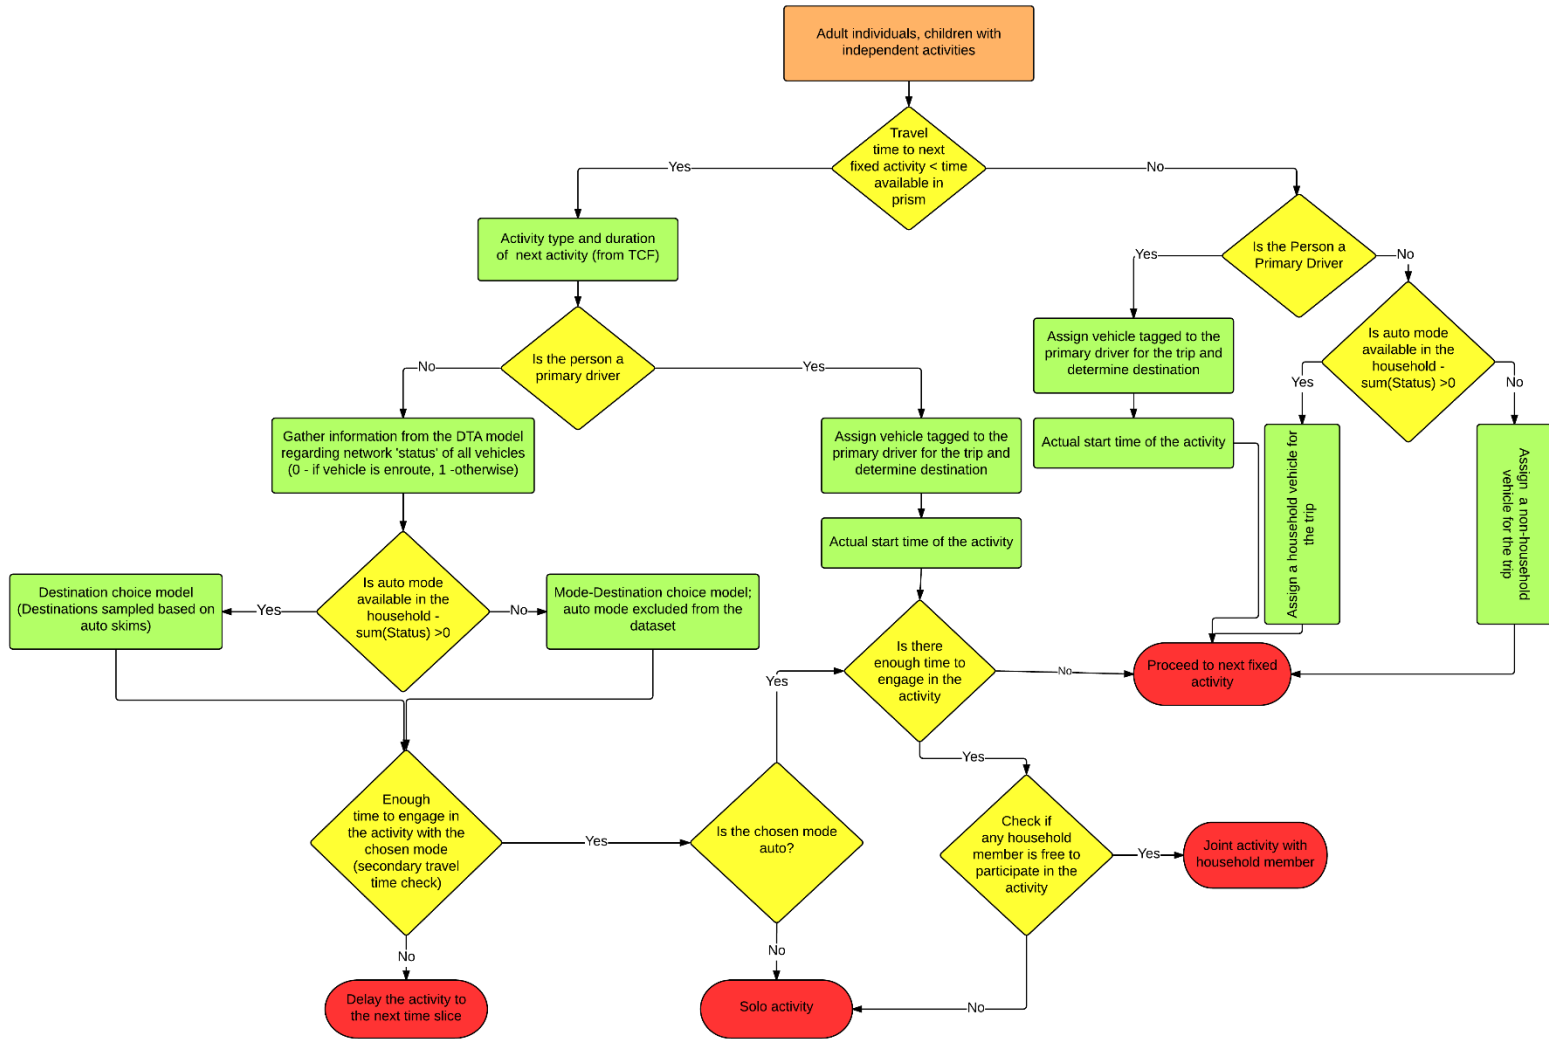 Adult individuals, children with
independent activities
Travel
time to next
fixed activity < time
available in
prism
Yes
No
Activity type and duration
of next activity (from TCF)
Is the Person a
Primary Driver
Yes
No
Is the person a
primary driver
No
Yes
Assign vehicle tagged to the
primary driver for the trip and
determine destination
Is auto mode
available in the
household -
sum(Status) >0
Yes
No
Gather information from the DTA model
regarding network 'status' of all vehicles
(0 - if vehicle is enroute, 1 -otherwise)
Assign vehicle tagged to the
primary driver for the trip and
determine destination
Actual start time of the activity
Assign a household vehicle for
the trip
Assign a non-household
vehicle for the trip
Actual start time of the activity
Destination choice model
(Destinations sampled based on
auto skims)
Yes
Is auto mode
available in the
household -
sum(Status) >0
No
Mode-Destination choice model;
auto mode excluded from the
dataset
Is there
enough time to
engage in the
activity
No
Proceed to next fixed
activity
Yes
Yes
Enough
time to engage in
the activity with the
chosen mode
(secondary travel
time check)
Yes
Is the chosen mode
auto?
Check if
any household
member is free to
participate in the
activity
Yes
Joint activity with
household member
No
No
No
Delay the activity to
the next time slice
Solo activity